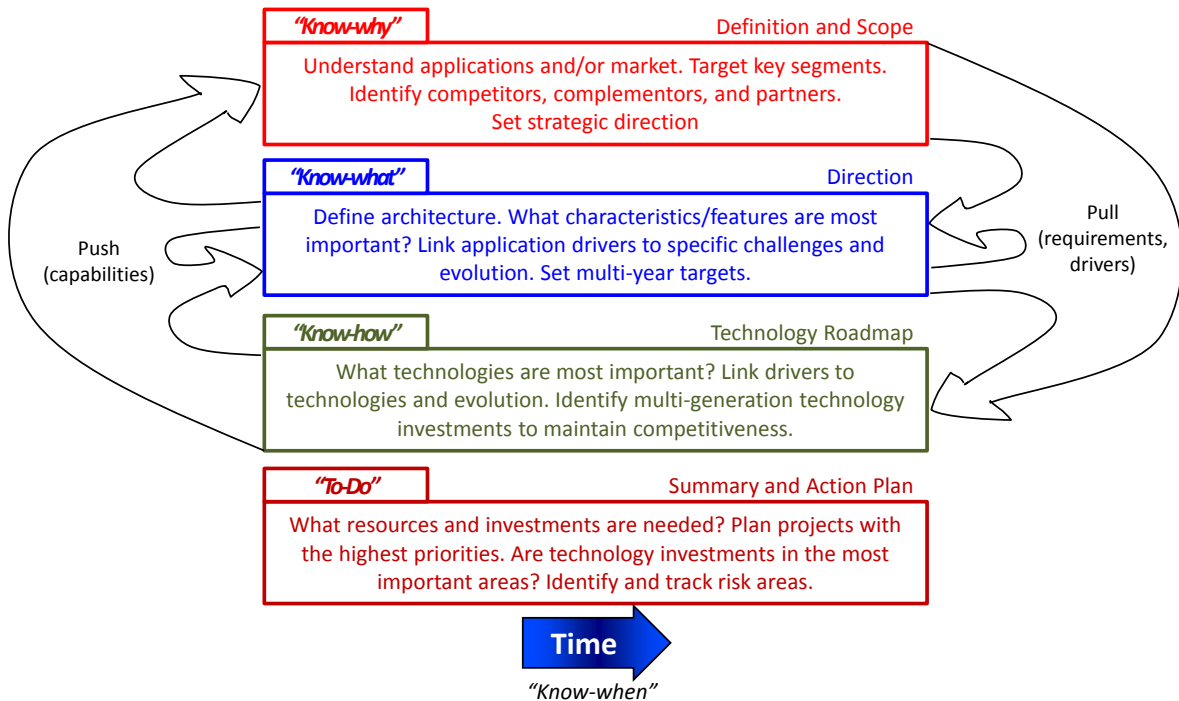 “Know-why”
Definition and Scope
Understand applications and/or market. Target key segments.
Identify competitors, complementors, and partners.
Set strategic direction
“Know-what”
Direction
Define architecture. What characteristics/features are most
important? Link application drivers to specific challenges and
evolution. Set multi-year targets.
Push
(capabilities)
Pull
(requirements,
drivers)
“Know-how”
Technology Roadmap
What technologies are most important? Link drivers to
technologies and evolution. Identify multi-generation technology
investments to maintain competitiveness.
“To-Do”
Summary and Action Plan
What resources and investments are needed? Plan projects with
the highest priorities. Are technology investments in the most
important areas? Identify and track risk areas.
Time
“Know-when”